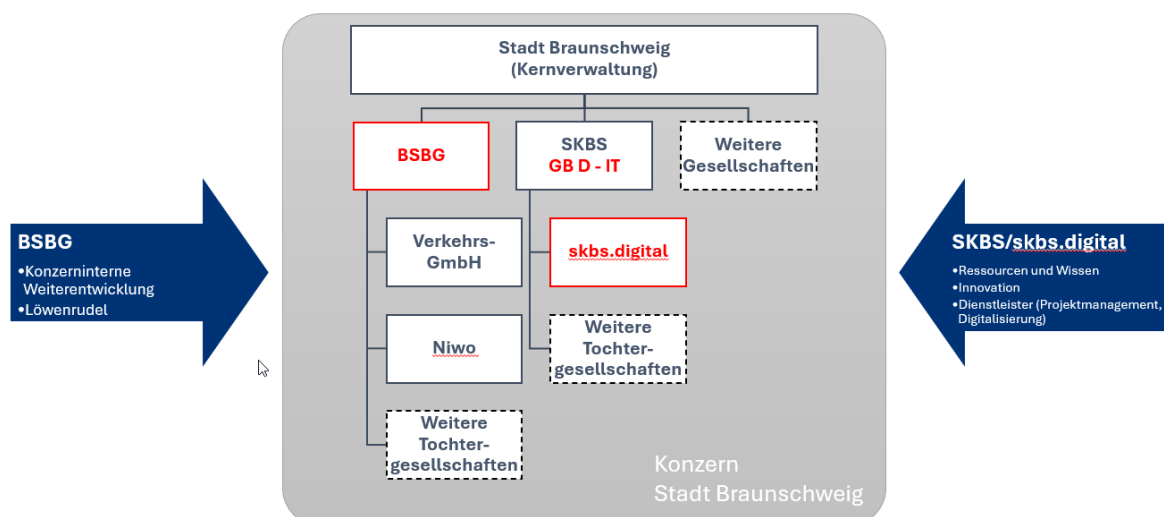 Stadt Braunschweig
(Kernverwaltung)
BSBG
SKBS
GB D - IT
Weitere
Gesellschaften
Verkehrs-
GmbH
skbs.digital
Niwo
Weitere
Tochter-
gesellschaften
Weitere
Tochter-
gesellschaften
Konzern
Stadt Braunschweig
BSBG
•Konzerninterne
Weiterentwicklung
•Löwenrudel
SKBS/skbs.digital
•Ressourcen und Wissen
•Innovation
•Dienstleister (Projektmanagement,
Digitalisierung)